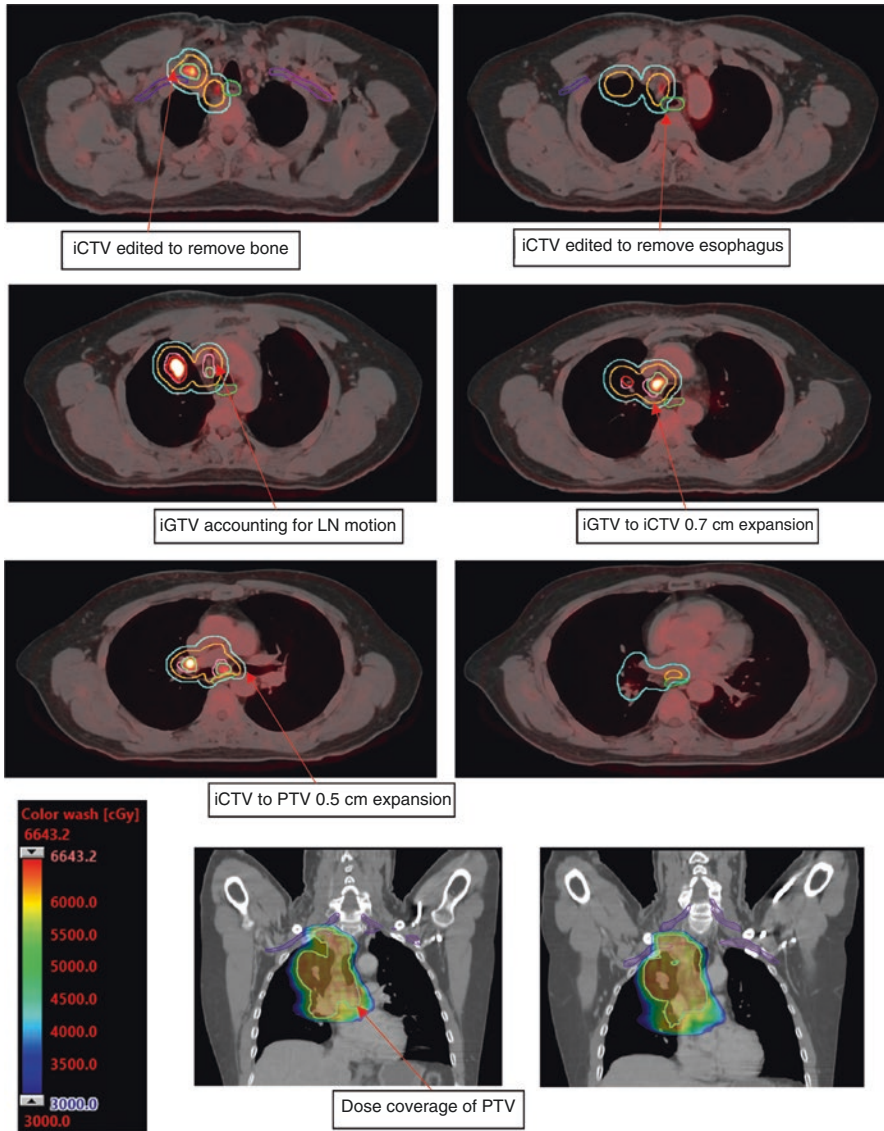 iCTV edited to remove bone
iCTV edited to remove esophagus
iGTV accounting for LN motion
iGTV to iCTV 0.7 cm expansion
iCTV to PTV 0.5 cm expansion
Color wash [cGy]
6643.2
6643.2
6000.0
5500.0
5000.0
4500.0
4000.0
3500.0
3000.0
3000.0
Dose coverage of PTV